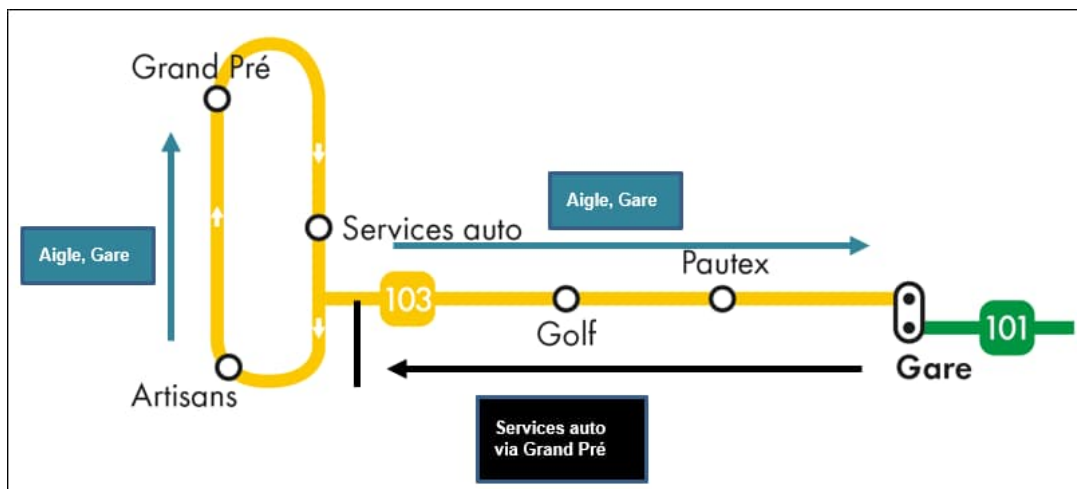 Grand Pré
Aigle, Gare
Services auto
Aigle, Gare
Pautex
103
Golf
101
Gare
Artisans
Services auto
via Grand Pré